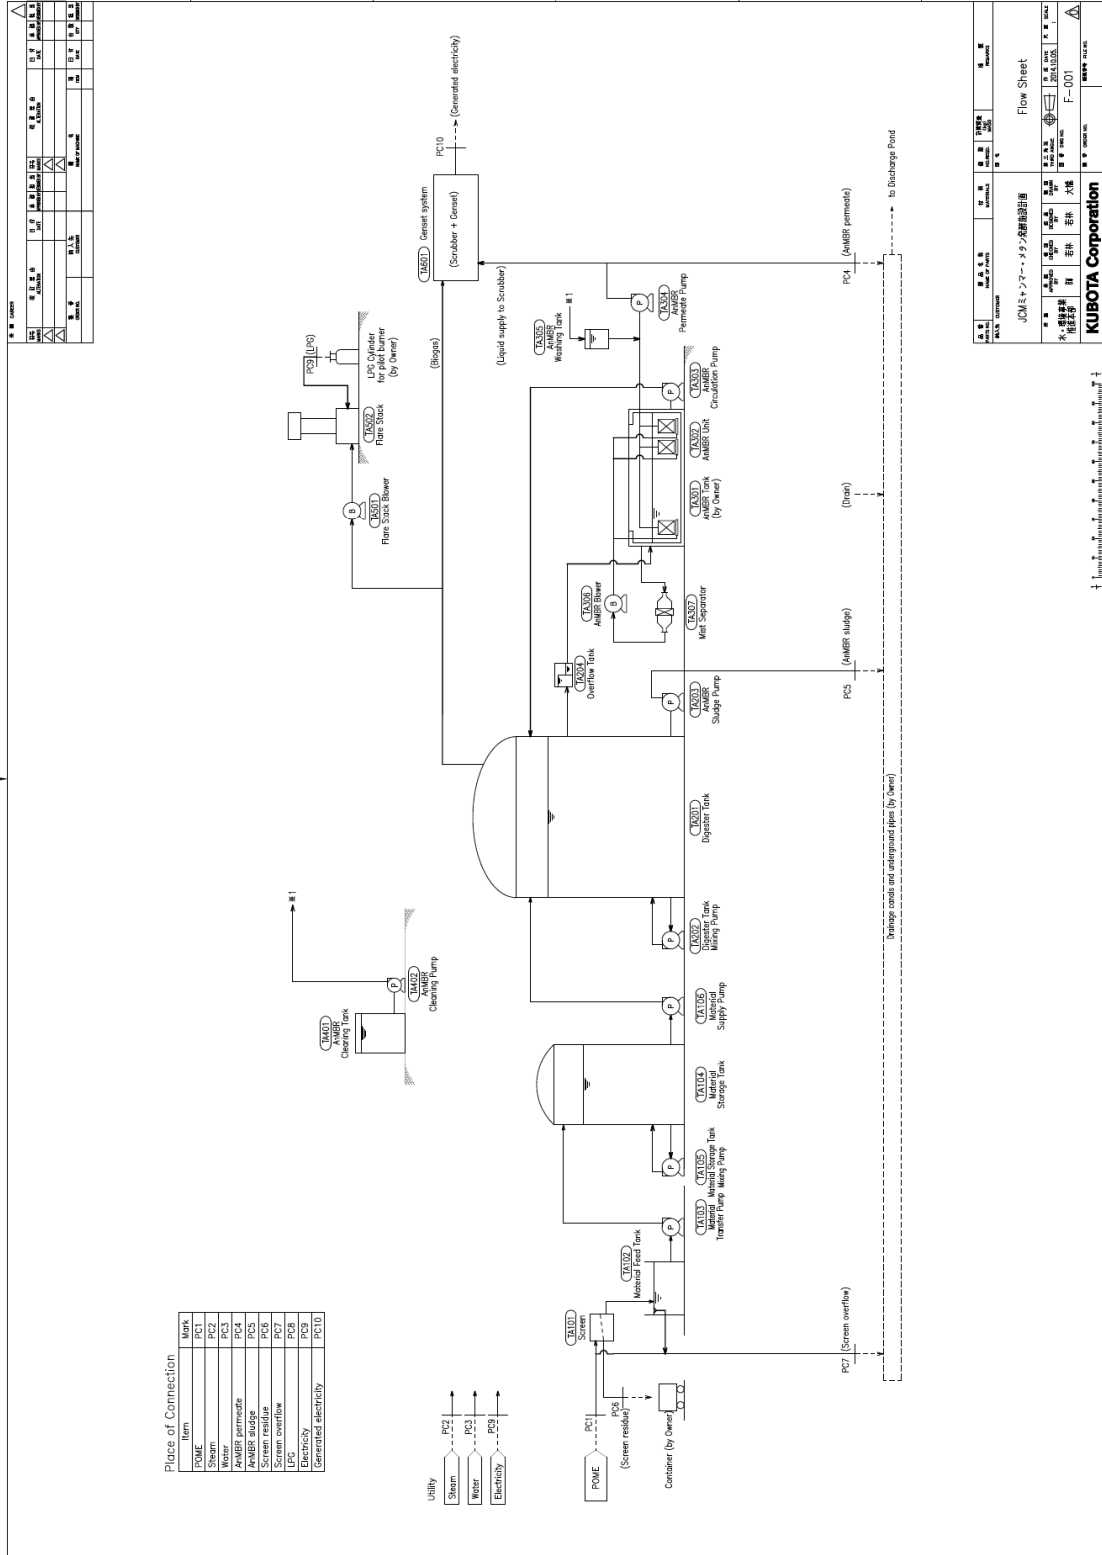 Place of Connection
Item Mark
POME PC1
Steam PC2
Water PC3
AnMBR permeate PC4
AnMBR sludge PC5
Screen residue PC6
Screen overflow PC7
LPG PC8
Electricity PC9
Generated electricity PC10
Utility
Steam
PC2
Water
PC3
Electricity
PC9
POME
PC1
PC6
(Screen residue)
Container (by Owner)
TA101
Screen
TA102
Material Feed Tank
PC7
(Screen overflow)
TA103
Material
Transfer Pump
P
TA105
Material Storage Tank
Mixing Pump
P
TA104
Material
Storage Tank
TA106
Material
Supply Pump
P
TA401
AnMBR
Cleaning Tank
TA402
AnMBR
Cleaning Pump
P
※1
TA202
Digester Tank
Mixing Pump
P
TA201
Digester Tank
TA203
AnMBR
Sludge Pump
P
PC5
(AnMBR sludge)
TA204
Overflow Tank
TA306
AnMBR Blower
B
TA307
Mist Separator
TA301
AnMBR Tank
(by Owner)
TA302
AnMBR Unit
TA303
AnMBR
Circulation Pump
P
TA305
AnMBR
Washing Tank
※1
TA304
AnMBR
Permeate Pump
P
TA501
Flare Stack Blower
B
TA502
Flare Stack
PC9
(LPG)
LPG Cylinder
for pilot burner
(by Owner)
(Biogas)
(Liquid supply to Scrubber)
TA601
Genset system
(Scrubber + Genset)
PC10
(Generated electricity)
(Drain)
PC4
(AnMBR permeate)
Drainage canals and underground pipes (by Owner)
to Discharge Pond
JCMミャンマー・メタン発酵施設計画
Flow Sheet
2014.10.05
F-001
若林
若林
大橋
KUBOTA Corporation